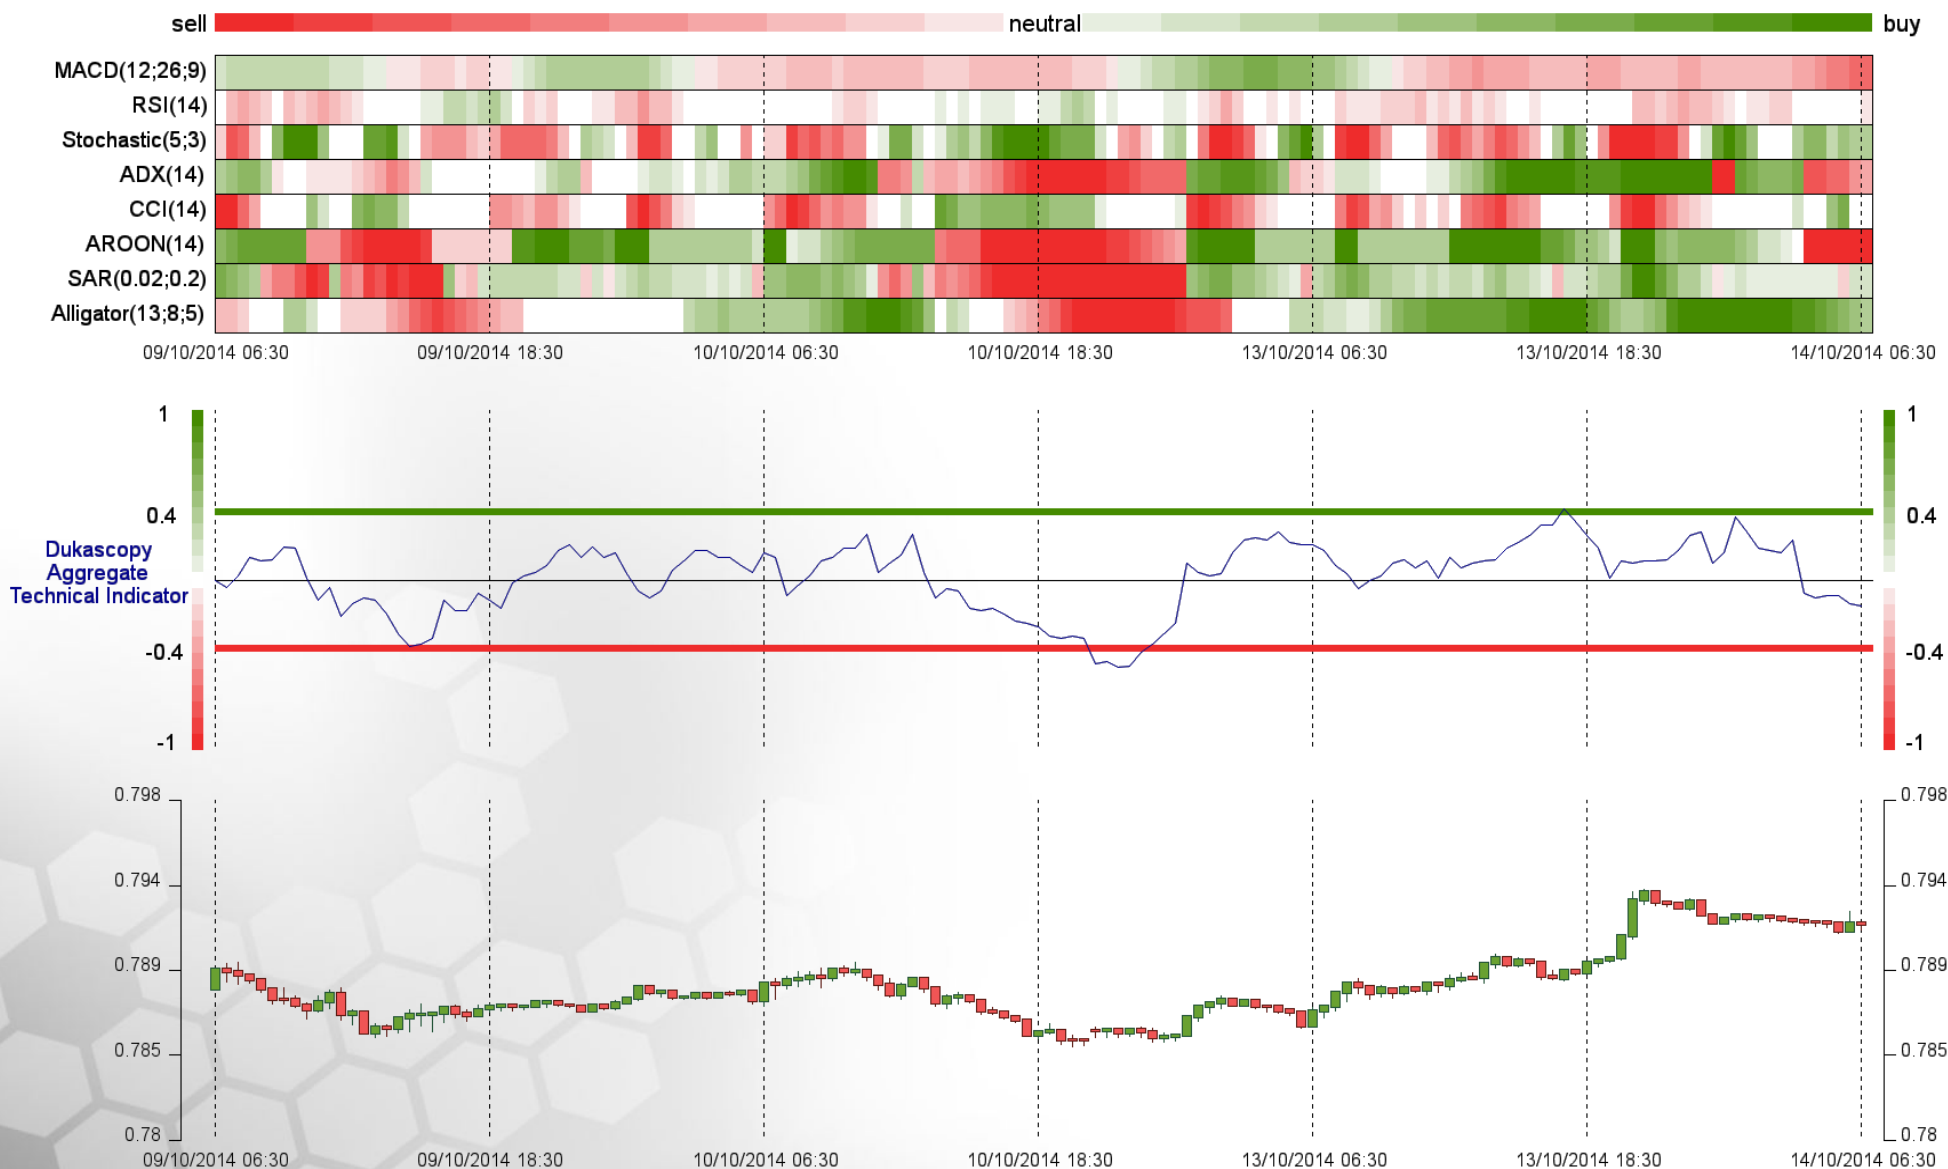 sell neutral buy
MACD(12;26;9)
RSI(14)
Stochastic(5;3)
ADX(14)
CCI(14)
AROON(14)
SAR(0.02;0.2)
Alligator(13;8;5)
09/10/2014 06:30 09/10/2014 18:30 10/10/2014 06:30 10/10/2014 18:30 13/10/2014 06:30 13/10/2014 18:30 14/10/2014 06:30
1 1
0.4 0.4
Dukascopy
Aggregate
Technical Indicator
-0.4 -0.4
-1 -1
0.798 0.798
0.794 0.794
0.789 0.789
0.785 0.785
0.78 0.78
09/10/2014 06:30 09/10/2014 18:30 10/10/2014 06:30 10/10/2014 18:30 13/10/2014 06:30 13/10/2014 18:30 14/10/2014 06:30